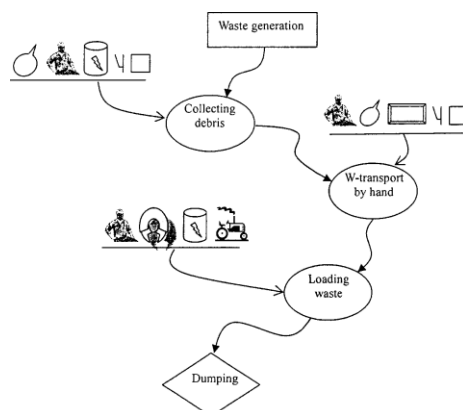 Waste generation
Collecting
debris
W-transport
by hand
Loading
waste
Dumping